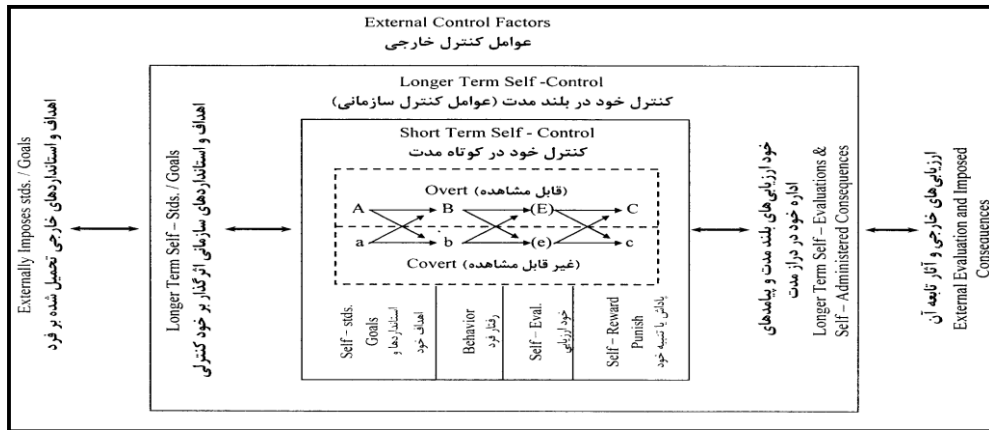 External Control Factors
عوامل کنترل خارجی
Longer Term Self -Control
کنترل خود در بلند مدت (عوامل کنترل سازمانی)
Short Term Self - Control
کنترل خود در کوتاه مدت
Overt (قابل مشاهده)
A B (E) C
a b (e) c
Covert (غیر قابل مشاهده)
Self – stds.
Goals
استانداردها و
اهداف خود
Behavior
رفتار فرد
Self – Eval.
خود ارزیابی
Self – Reward
Punish
پاداش یا تنبیه خود
Externally Imposes stds. / Goals
اهداف و استانداردهای خارجی تحمیل شده بر فرد
Longer Term Self – Stds. / Goals
اهداف و استانداردهای سازمانی اثرگذار بر خود کنترلی
خود ارزیابی‌های بلند مدت و پیامدهای
اداره خود در دراز مدت
Longer Term Self – Evaluations &
Self – Administered Consequences
ارزیابی‌های خارجی و آثار تابعه آن
External Evaluation and Imposed
Consequences